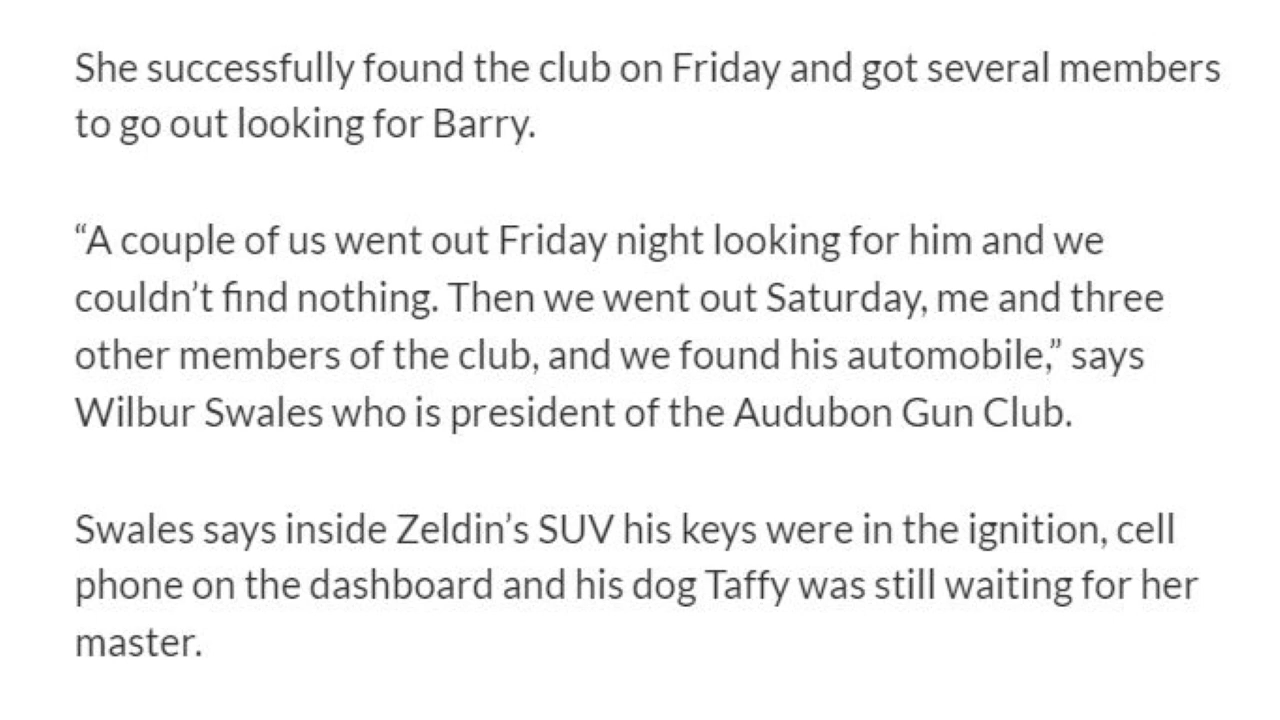 She successfully found the club on Friday and got several members
to go out looking for Barry.
“A couple of us went out Friday night looking for him and we
couldn’t find nothing. Then we went out Saturday, me and three
other members of the club, and we found his automobile,” says
Wilbur Swales who is president of the Audubon Gun Club.
Swales says inside Zeldin’s SUV his keys were in the ignition, cell
phone on the dashboard and his dog Taffy was still waiting for her
master.